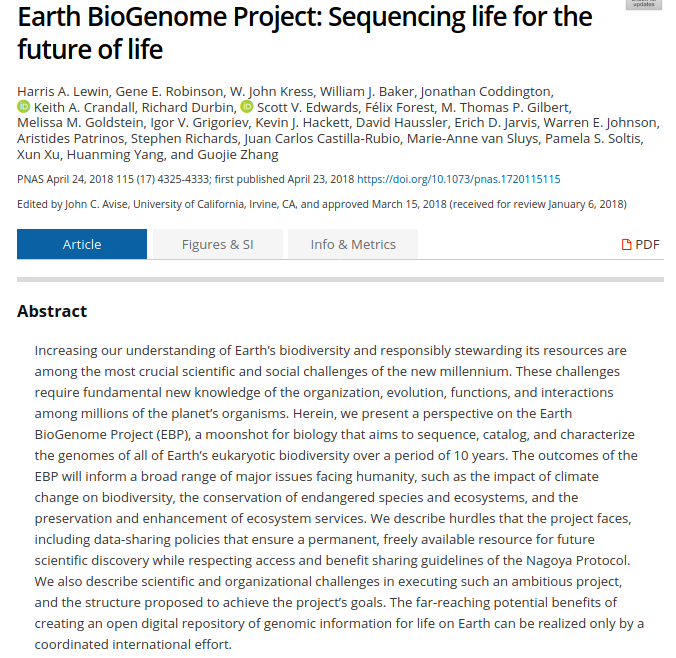 Earth BioGenome Project: Sequencing life for the
future of life
updates
Harris A. Lewin, Gene E. Robinson, W. John Kress, William J. Baker, Jonathan Coddington,
iD Keith A. Crandall, Richard Durbin, iD Scott V. Edwards, Félix Forest, M. Thomas P. Gilbert,
Melissa M. Goldstein, Igor V. Grigoriev, Kevin J. Hackett, David Haussler, Erich D. Jarvis, Warren E. Johnson,
Aristides Patrinos, Stephen Richards, Juan Carlos Castilla-Rubio, Marie-Anne van Sluys, Pamela S. Soltis,
Xun Xu, Huanming Yang, and Guojie Zhang
PNAS April 24, 2018 115 (17) 4325-4333; first published April 23, 2018 https://doi.org/10.1073/pnas.1720115115
Edited by John C. Avise, University of California, Irvine, CA, and approved March 15, 2018 (received for review January 6, 2018)
Article Figures & SI Info & Metrics PDF
Abstract
Increasing our understanding of Earth's biodiversity and responsibly stewarding its resources are
among the most crucial scientific and social challenges of the new millennium. These challenges
require fundamental new knowledge of the organization, evolution, functions, and interactions
among millions of the planet's organisms. Herein, we present a perspective on the Earth
BioGenome Project (EBP), a moonshot for biology that aims to sequence, catalog, and characterize
the genomes of all of Earth's eukaryotic biodiversity over a period of 10 years. The outcomes of the
EBP will inform a broad range of major issues facing humanity, such as the impact of climate
change on biodiversity, the conservation of endangered species and ecosystems, and the
preservation and enhancement of ecosystem services. We describe hurdles that the project faces,
including data-sharing policies that ensure a permanent, freely available resource for future
scientific discovery while respecting access and benefit sharing guidelines of the Nagoya Protocol.
We also describe scientific and organizational challenges in executing such an ambitious project,
and the structure proposed to achieve the project's goals. The far-reaching potential benefits of
creating an open digital repository of genomic information for life on Earth can be realized only by a
coordinated international effort.